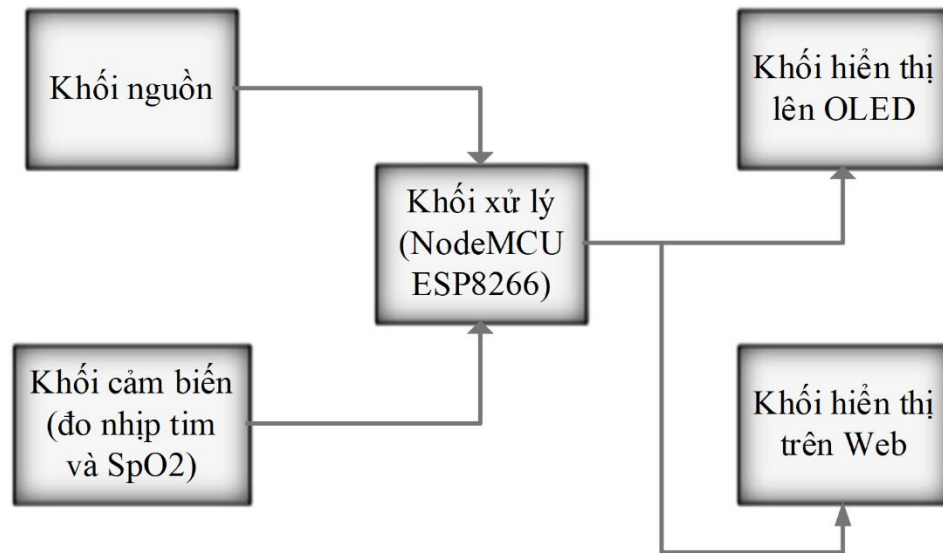 Khối nguồn
Khối hiển thị
lên OLED
Khối xử lý
(NodeMCU
ESP8266)
Khối cảm biến
(đo nhịp tim
và SpO2)
Khối hiển thị
trên Web